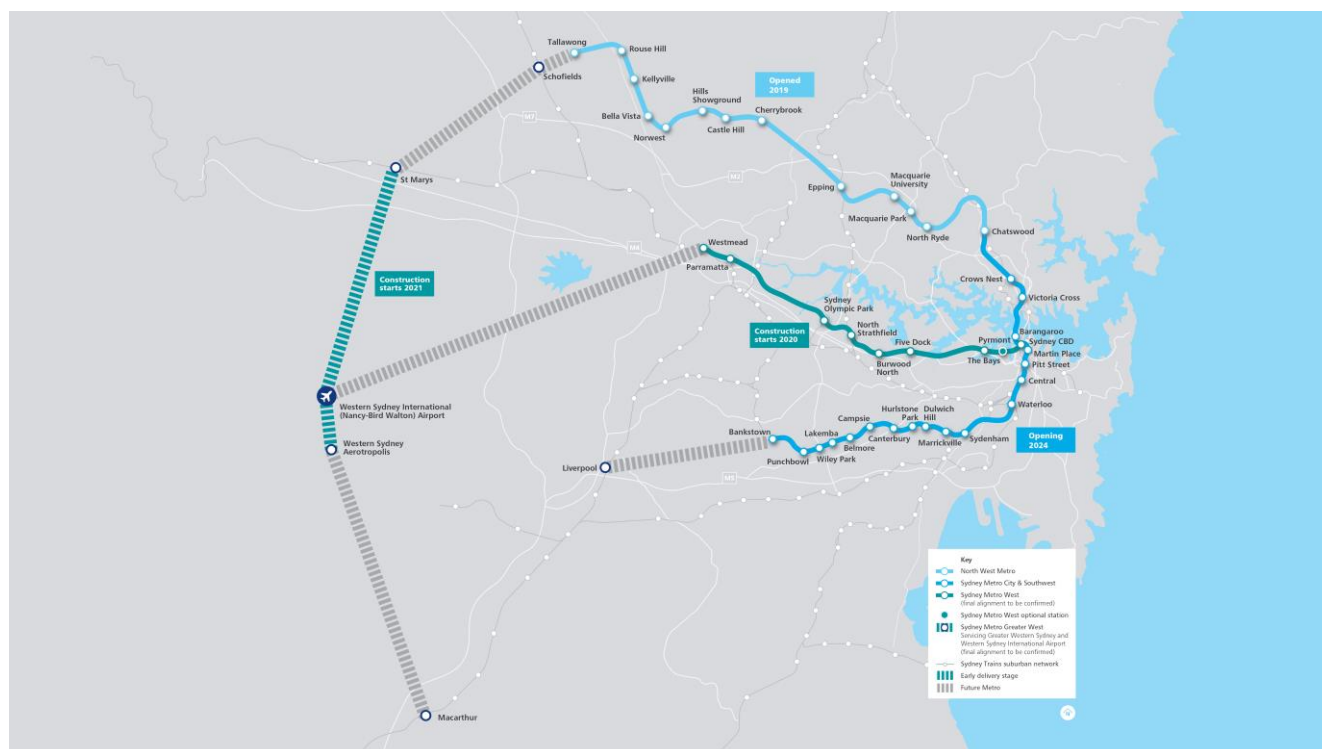 Tallawong
Rouse Hill
Schofields
Kellyville
Opened
2019
Hills
Showground
Cherrybrook
Bella Vista
Castle Hill
Norwest
M7
M2
St Marys
Epping
Macquarie
University
Macquarie Park
North Ryde
Chatswood
Westmead
M4
Parramatta
Construction
starts 2021
Crows Nest
Victoria Cross
Sydney
Olympic Park
North
Strathfield
Construction
starts 2020
Five Dock
Burwood
North
Pyrmont
The Bays
Barangaroo
Sydney CBD
Martin Place
Pitt Street
Central
Waterloo
Western Sydney International
(Nancy-Bird Walton) Airport
Western Sydney
Aerotropolis
Bankstown
Lakemba
Campsie
Hurlstone
Park
Dulwich
Hill
Punchbowl
Wiley Park
Belmore
Canterbury
Marrickville
Sydenham
Opening
2024
Liverpool
M5
Macarthur
Key
North West Metro
Sydney Metro City & Southwest
Sydney Metro West
(final alignment to be confirmed)
Sydney Metro West optional station
Sydney Metro Greater West
Servicing Greater Western Sydney and
Western Sydney International Airport
(final alignment to be confirmed)
Sydney Trains suburban network
Early delivery stage
Future Metro